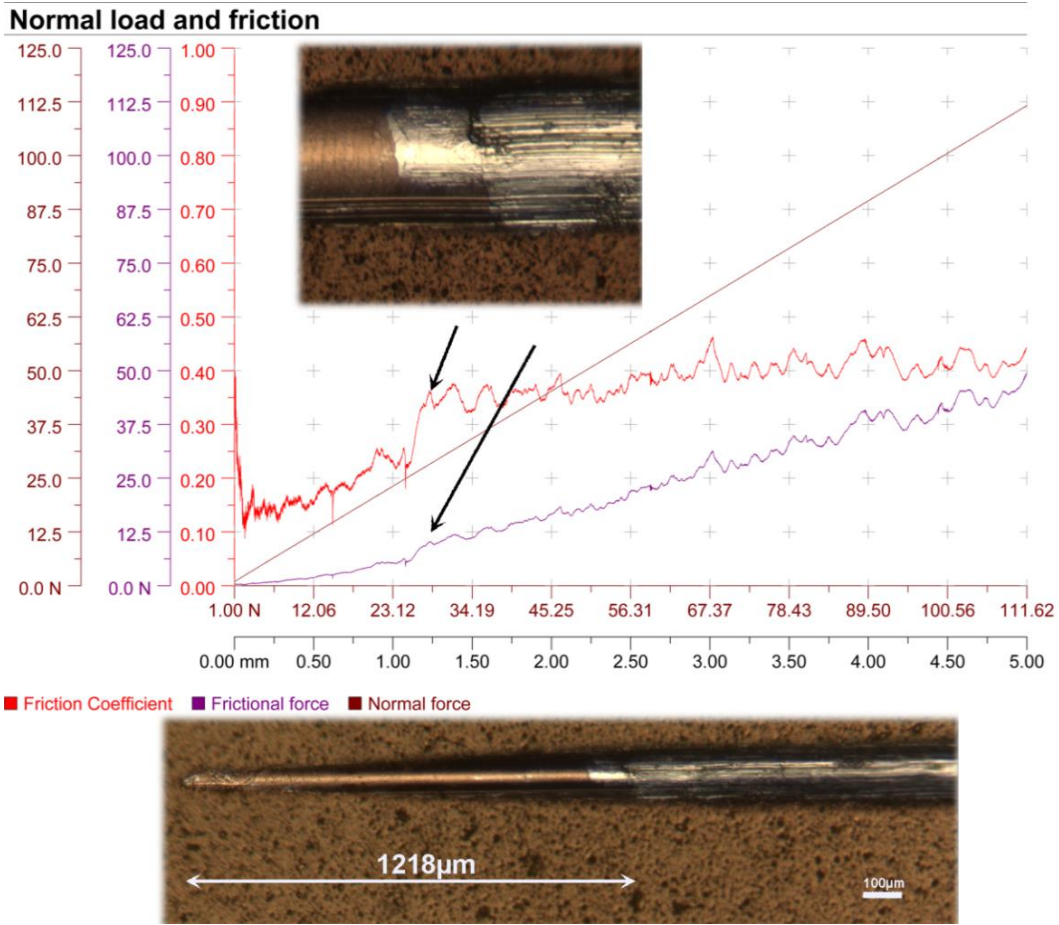 Normal load and friction
125.0 125.0 1.00
112.5 112.5 0.90
100.0 100.0 0.80
87.5 87.5 0.70
75.0 75.0 0.60
62.5 62.5 0.50
50.0 50.0 0.40
37.5 37.5 0.30
25.0 25.0 0.20
12.5 12.5 0.10
0.0 N 0.0 N 0.00
1.00 N 12.06 23.12 34.19 45.25 56.31 67.37 78.43 89.50 100.56 111.62
0.00 mm 0.50 1.00 1.50 2.00 2.50 3.00 3.50 4.00 4.50 5.00
Friction Coefficient Frictional force Normal force
1218µm
100µm